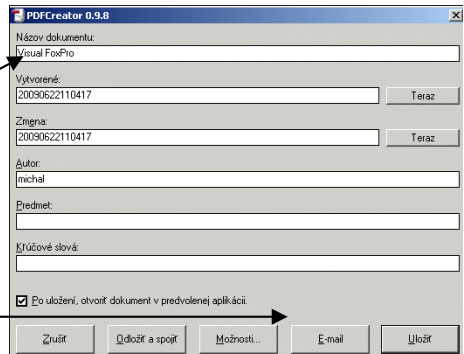 PDFCreator 0.9.8
Názov dokumentu:
Visual FoxPro
Vytvorené:
20090622110417 Teraz
Zmena:
20090622110417 Teraz
Autor:
michal
Predmet:
Kľúčové slová:
Po uložení, otvoriť dokument v predvolenej aplikácii.
Zrušiť Odložiť a spojiť Možnosti... E-mail Uložiť